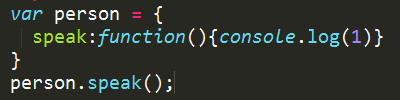 var person = {
  speak:function(){console.log(1)}
}
person.speak();